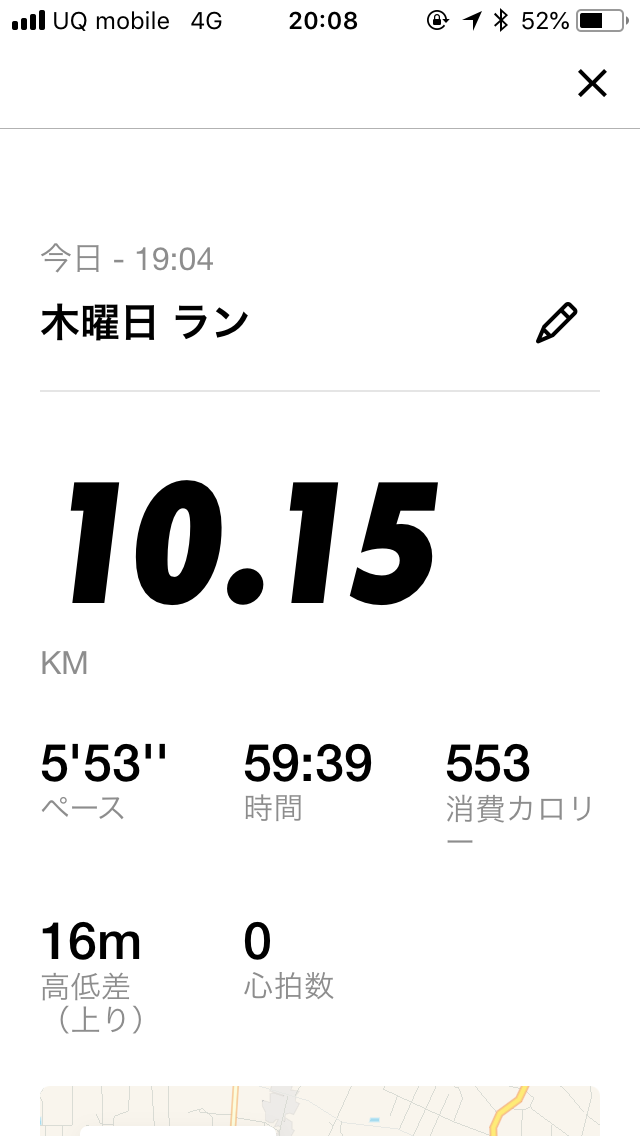 UQ mobile 4G 20:08 52%
今日 - 19:04
木曜日 ラン
10.15
KM
5'53'' 59:39 553
ペース 時間 消費カロリ
ー
16m 0
高低差 心拍数
（上り）